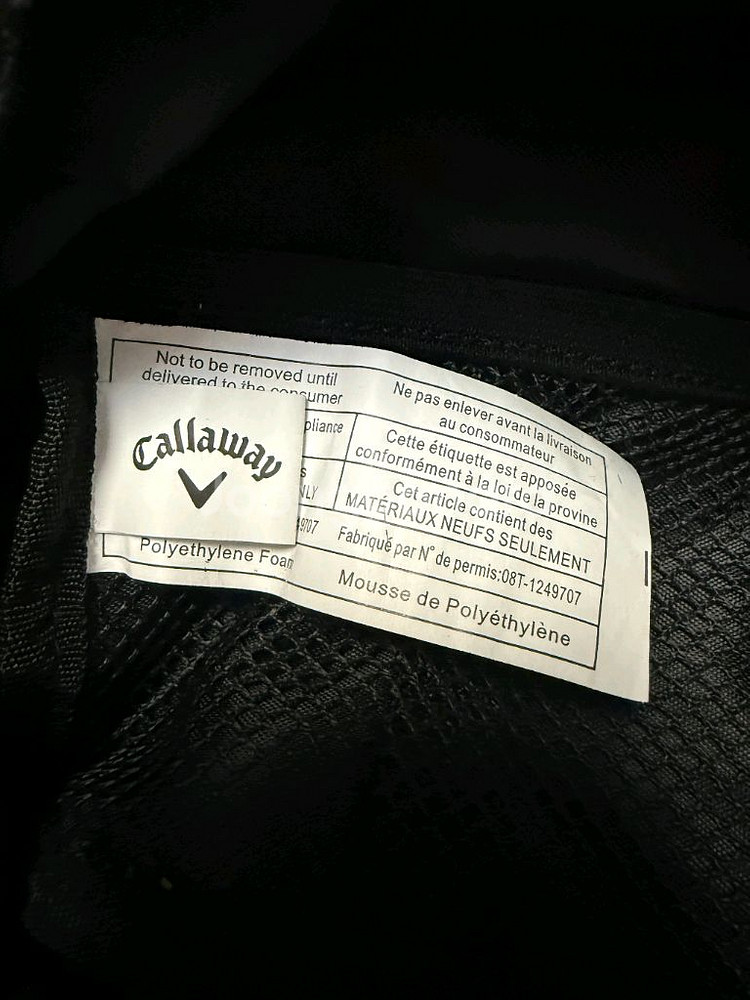 Not to be removed until
delivered to the consumer
Callaway
Polyethylene Foam
Ne pas enlever avant la livraison
au consommateur
Cette étiquette est apposée
conformément à la loi de la provine
Cet article contient des
MATÉRIAUX NEUFS SEULEMENT
Fabriqué par N° de permis:08T-1249707
Mousse de Polyéthylène